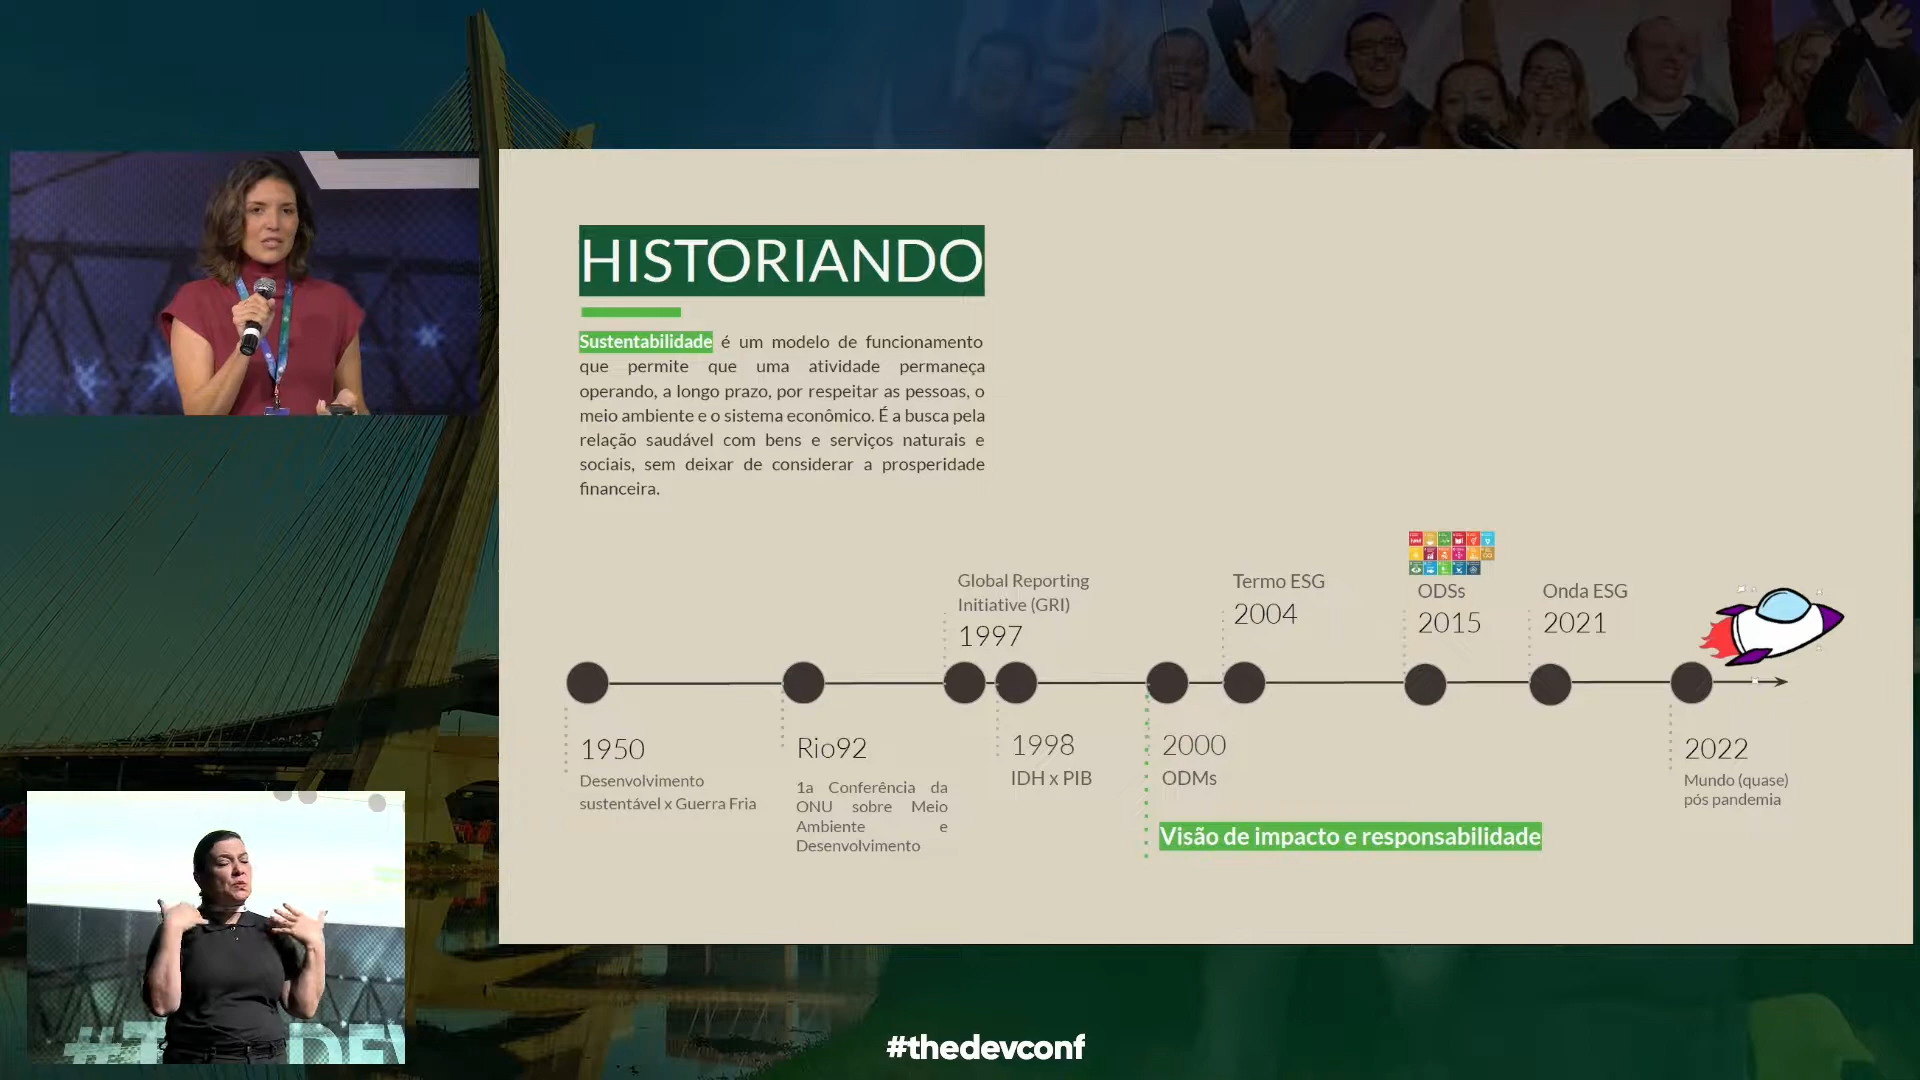 HISTORIANDO
Sustentabilidade é um modelo de funcionamento
que permite que uma atividade permaneça
operando, a longo prazo, por respeitar as pessoas, o
meio ambiente e o sistema econômico. É a busca pela
relação saudável com bens e serviços naturais e
sociais, sem deixar de considerar a prosperidade
financeira.
Global Reporting
Initiative (GRI)
1997
Termo ESG
2004
ODSs
2015
Onda ESG
2021
1950
Desenvolvimento
sustentável x Guerra Fria
Rio92
1a Conferência da
ONU sobre Meio
Ambiente e
Desenvolvimento
1998
IDH x PIB
2000
ODMs
Visão de impacto e responsabilidade
2022
Mundo (quase)
pós pandemia
#thedevconf